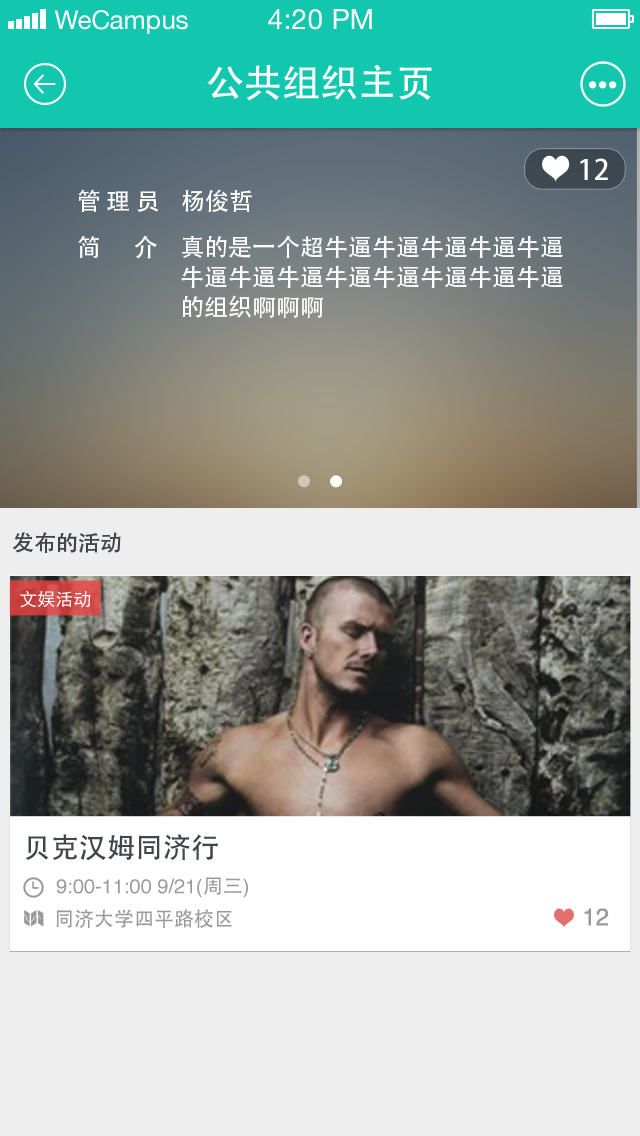 WeCampus 4:20 PM
公共组织主页
12
管理员 杨俊哲
简 介 真的是一个超牛逼牛逼牛逼牛逼牛逼
牛逼牛逼牛逼牛逼牛逼牛逼牛逼牛逼
的组织啊啊啊
发布的活动
文娱活动
贝克汉姆同济行
9:00-11:00 9/21(周三)
同济大学四平路校区 12